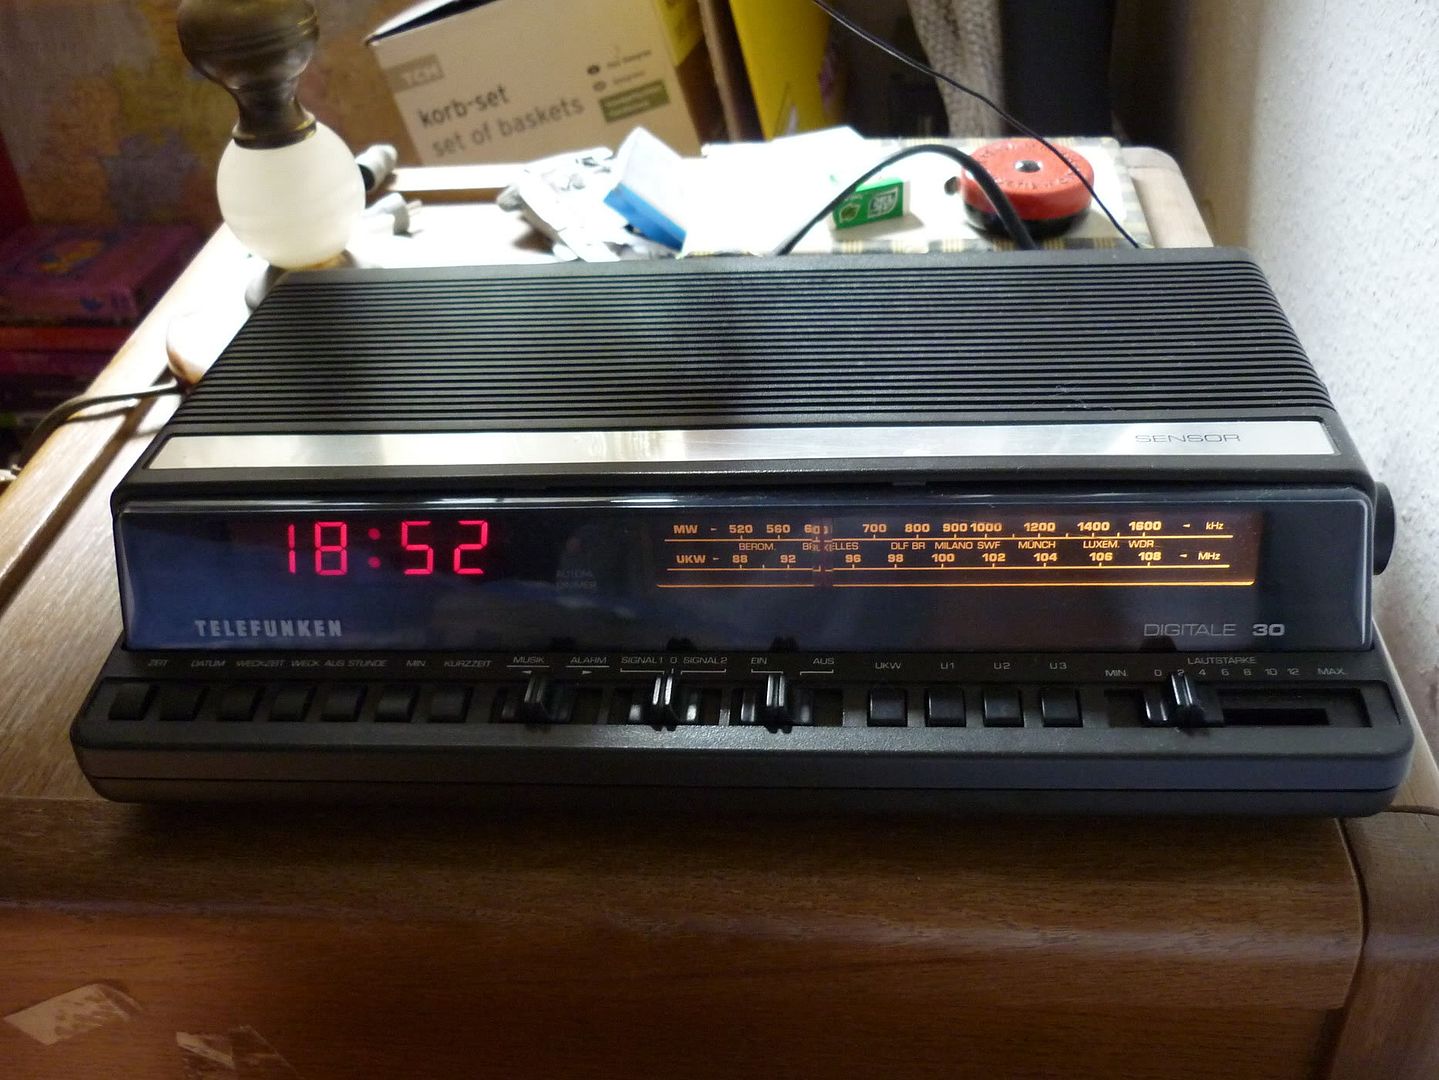 korb-set
set of baskets
SENSOR
18:52
MW 520 560 700 800 900 1000 1200 1400 1600 kHz
BEROM. DLF BR MILANO SWF MÜNCH LUXEM. WDR
UKW 88 92 96 98 100 102 104 106 108 MHz
TELEFUNKEN
DIGITALE 30
ZEIT DATUM WECKZEIT WECK AUS STUNDE MIN. KURZZEIT MUSIK ALARM SIGNAL1 0 SIGNAL2 EIN AUS UKW U1 U2 U3 LAUTSTÄRKE
MIN. 0 2 4 6 8 10 12 MAX.